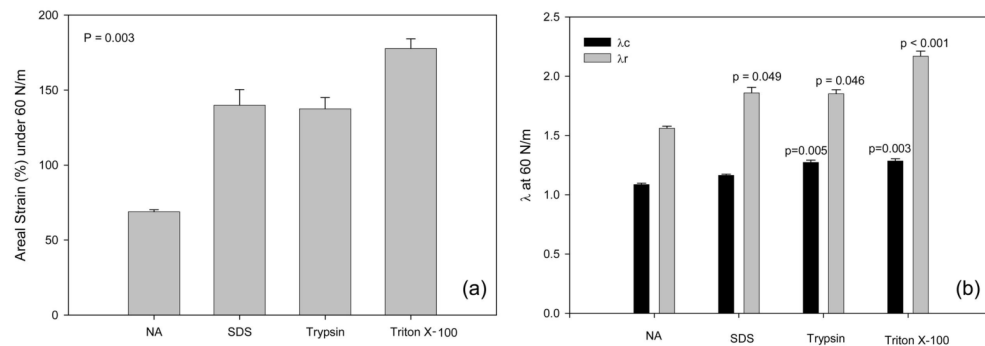 200
150
100
50
0
Areal Strain (%) under 60 N/m
P = 0.003
NA
SDS
Trypsin
Triton X-100
(a)
2.5
2.0
1.5
1.0
0.5
0.0
λ at 60 N/m
λc
λr
p = 0.049
p = 0.046
p < 0.001
p=0.005
p=0.003
NA
SDS
Trypsin
Triton X-100
(b)